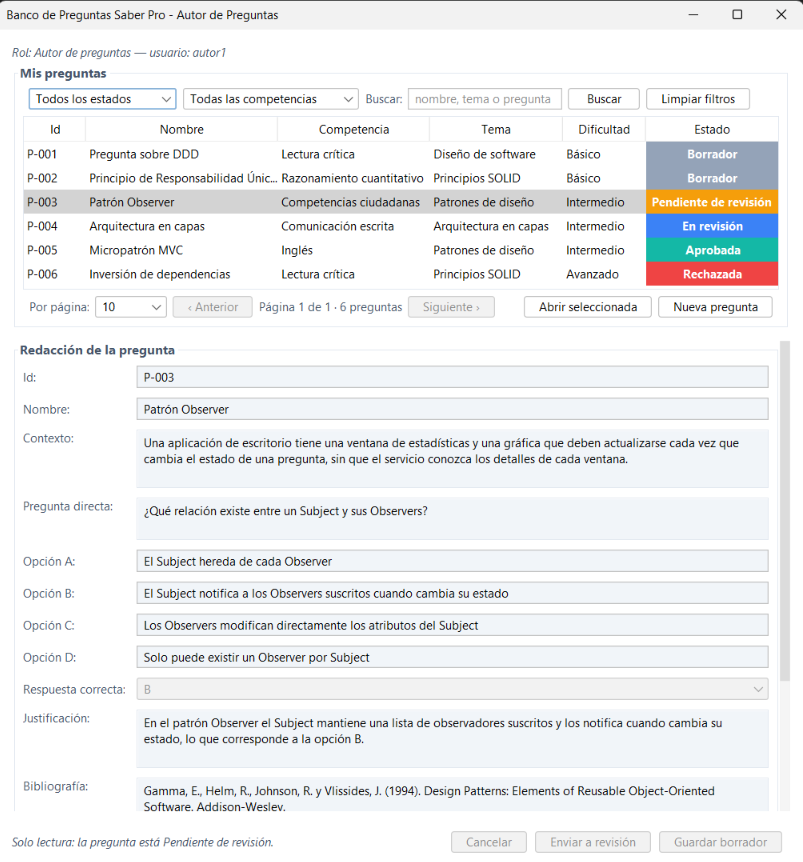 Banco de Preguntas Saber Pro - Autor de Preguntas
Rol: Autor de preguntas — usuario: autor1
Mis preguntas
Todos los estados Todas las competencias Buscar: nombre, tema o pregunta Buscar Limpiar filtros
Id Nombre Competencia Tema Dificultad Estado
P-001 Pregunta sobre DDD Lectura crítica Diseño de software Básico Borrador
P-002 Principio de Responsabilidad Únic... Razonamiento cuantitativo Principios SOLID Básico Borrador
P-003 Patrón Observer Competencias ciudadanas Patrones de diseño Intermedio Pendiente de revisión
P-004 Arquitectura en capas Comunicación escrita Arquitectura en capas Intermedio En revisión
P-005 Micropatrón MVC Inglés Patrones de diseño Intermedio Aprobada
P-006 Inversión de dependencias Lectura crítica Principios SOLID Avanzado Rechazada
Por página: 10 ‹ Anterior Página 1 de 1 · 6 preguntas Siguiente › Abrir seleccionada Nueva pregunta
Redacción de la pregunta
Id: P-003
Nombre: Patrón Observer
Contexto: Una aplicación de escritorio tiene una ventana de estadísticas y una gráfica que deben actualizarse cada vez que
cambia el estado de una pregunta, sin que el servicio conozca los detalles de cada ventana.
Pregunta directa: ¿Qué relación existe entre un Subject y sus Observers?
Opción A: El Subject hereda de cada Observer
Opción B: El Subject notifica a los Observers suscritos cuando cambia su estado
Opción C: Los Observers modifican directamente los atributos del Subject
Opción D: Solo puede existir un Observer por Subject
Respuesta correcta: B
Justificación: En el patrón Observer el Subject mantiene una lista de observadores suscritos y los notifica cuando cambia su
estado, lo que corresponde a la opción B.
Bibliografía: Gamma, E., Helm, R., Johnson, R. y Vlissides, J. (1994). Design Patterns: Elements of Reusable Object-Oriented
Software. Addison-Wesley.
Solo lectura: la pregunta está Pendiente de revisión. Cancelar Enviar a revisión Guardar borrador